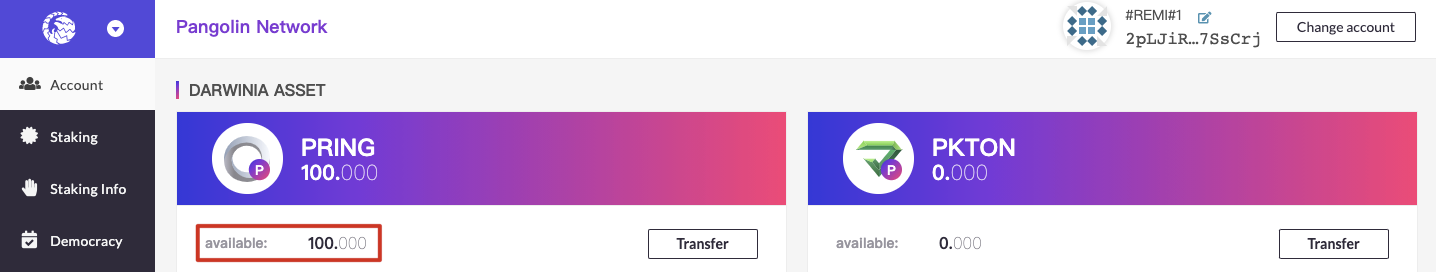 Pangolin Network
#REMI#1
2pLJiR...7SsCrj
Change account
Account
Staking
Staking Info
Democracy
DARWINIA ASSET
P
PRING
100.000
available: 100.000
Transfer
P
PKTON
0.000
available: 0.000
Transfer